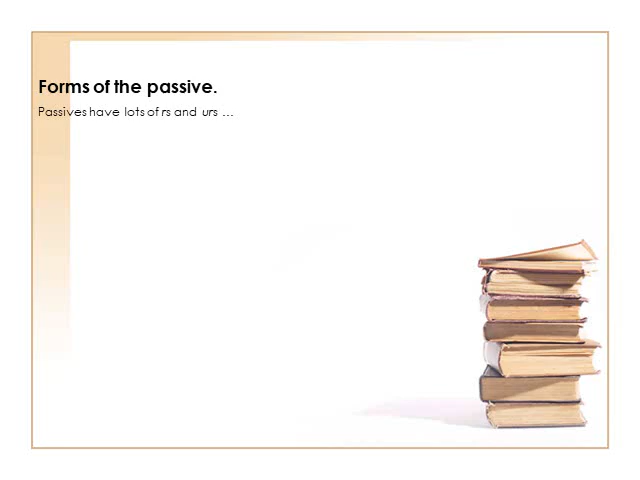 Forms of the passive.
Passives have lots of rs and urs …